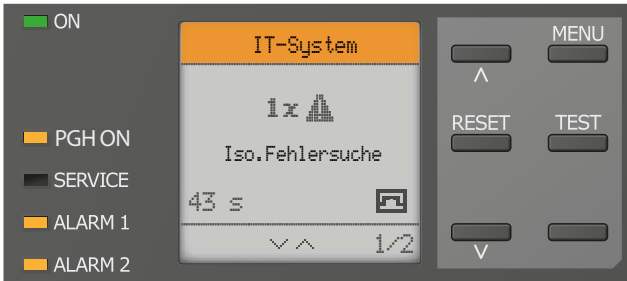 ON
PGH ON
SERVICE
ALARM 1
ALARM 2
IT-System
1x
Iso.Fehlersuche
43 s
1/2
MENU
RESET
TEST